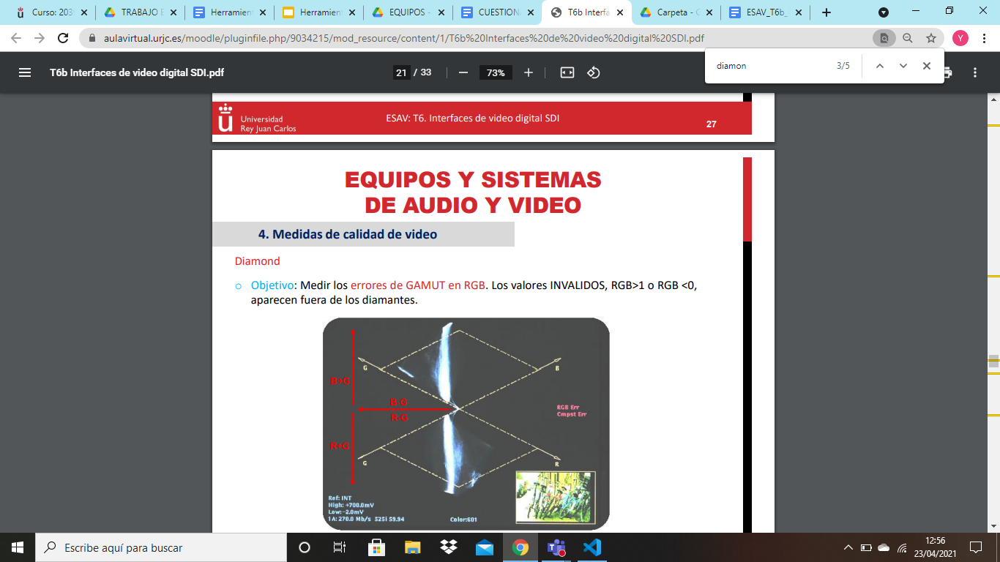 Curso: 203
TRABAJO E
Herramien
Herramien
EQUIPOS -
CUESTION
T6b Interfa
Carpeta - C
ESAV_T6b_
aulavirtual.urjc.es/moodle/pluginfile.php/9034215/mod_resource/content/1/T6b%20Interfaces%20de%20video%20digital%20SDI.pdf
Y
T6b Interfaces de video digital SDI.pdf
21 / 33
73%
diamon
3/5
Universidad
Rey Juan Carlos
ESAV: T6. Interfaces de video digital SDI
27
EQUIPOS Y SISTEMAS
DE AUDIO Y VIDEO
4. Medidas de calidad de video
Diamond
Objetivo: Medir los errores de GAMUT en RGB. Los valores INVALIDOS, RGB>1 o RGB <0,
aparecen fuera de los diamantes.
G
B
B+G
B-G
R-G
RGB Err
Cmpst Err
R+G
G
R
Ref: INT
High: +700.0mV
Low: -2.0mV
1A: 270.0 Mb/s 525i 59.94
Color:601
Escribe aquí para buscar
12:56
23/04/2021